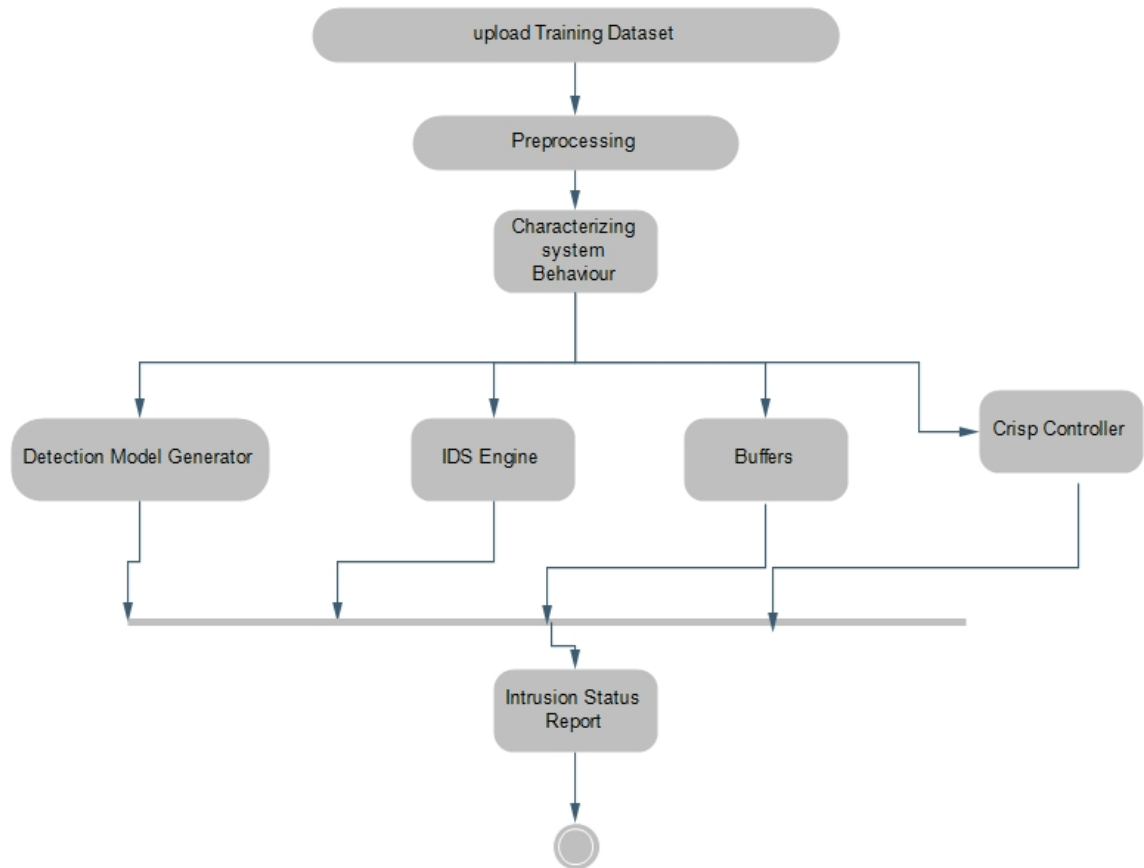 upload Training Dataset
Preprocessing
Characterizing
system
Behaviour
Detection Model Generator
IDS Engine
Buffers
Crisp Controller
Intrusion Status
Report